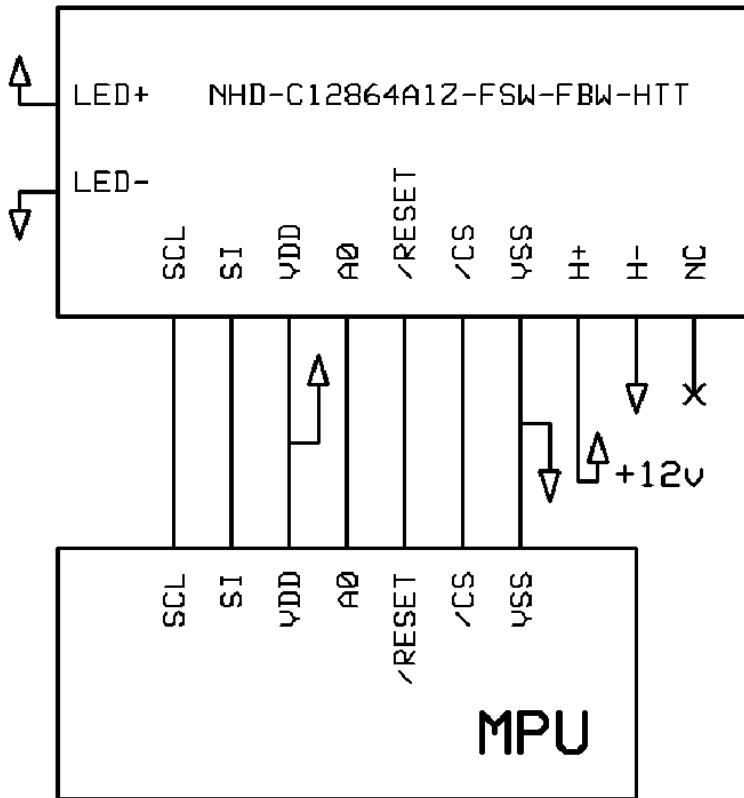 LED+ NHD-C12864A1Z-FSW-FBW-HTT
LED-
SCL
SI
VDD
A0
/RESET
/CS
VSS
H+
H-
NC
+12v
SCL
SI
VDD
A0
/RESET
/CS
VSS
MPU